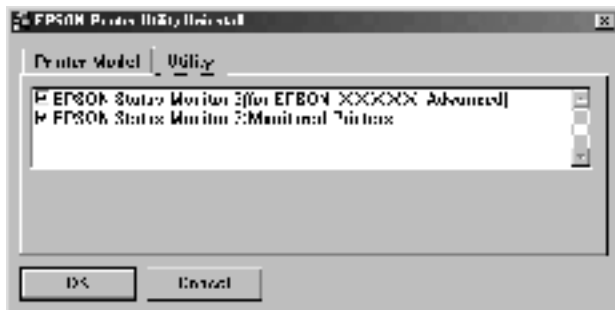 EPSON Printer Utility Uninstall
Printer Model
Utility
EPSON Status Monitor 3(for EPSON XXXXX Advanced)
EPSON Status Monitor 3:Monitored Printers
OK
Cancel